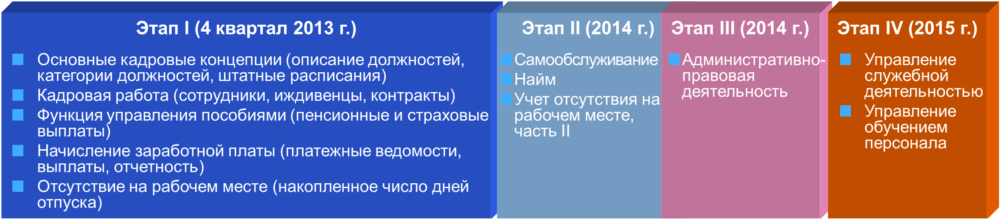 Этап I (4 квартал 2013 г.)
Основные кадровые концепции (описание должностей,
категории должностей, штатные расписания)
Кадровая работа (сотрудники, иждивенцы, контракты)
Функция управления пособиями (пенсионные и страховые
выплаты)
Начисление заработной платы (платежные ведомости,
выплаты, отчетность)
Отсутствие на рабочем месте (накопленное число дней
отпуска)
Этап II (2014 г.)
Самообслуживание
Найм
Учет отсутствия на
рабочем месте,
часть II
Этап III (2014 г.)
Административно-
правовая
деятельность
Этап IV (2015 г.)
Управление
служебной
деятельностью
Управление
обучением
персонала